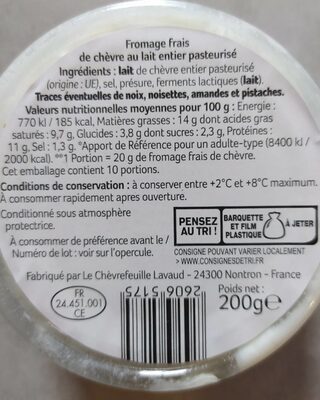 Fromage frais
de chèvre au lait entier pasteurisé
Ingrédients : lait de chèvre entier pasteurisé
(origine : UE), sel, présure, ferments lactiques (lait).
Traces éventuelles de noix, noisettes, amandes et pistaches.
Valeurs nutritionnelles moyennes pour 100 g : Energie :
770 kl / 185 kcal, Matières grasses : 14 g dont acides gras
saturés : 9,7 g, Glucides : 3,8 g dont sucres : 2,3 g, Protéines :
11 g, Sel : 1,3 g. *Apport de Référence pour un adulte-type (8400 kl /
2000 kcal). **1 Portion = 20 g de fromage frais de chèvre.
Cet emballage contient 10 portions.
Conditions de conservation : à conserver entre +2°C et +8°C maximum.
À consommer rapidement apres ouverture.
Conditionné sous atmosphère
protectrice.
PENSEZ
AU TRI !
BARQUETTE
ET FILM
PLASTIQUE
À JETER
À consommer de préférence avant le /
Numéro de lot : voir sur l'opercule.
CONSIGNE POUVANT VARIER LOCALEMENT
> WWW.CONSIGNESDETRI.FR
Fabriqué par Le Chèvrefeuille Lavaud - 24300 Nontron - France
FR
24.451.001
CE
2606 5175
Poids net :
200g℮